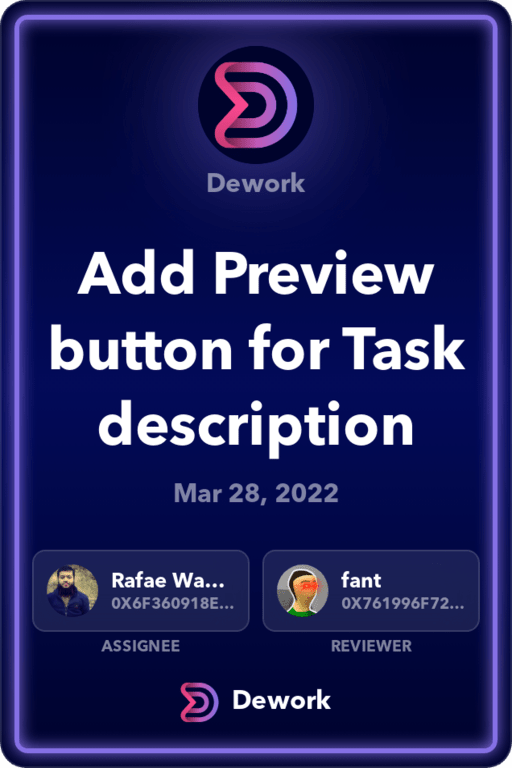 Dework
Add Preview
button for Task
description
Mar 28, 2022
Rafae Wa...
0X6F360918E...
ASSIGNEE
fant
0X761996F72...
REVIEWER
Dework